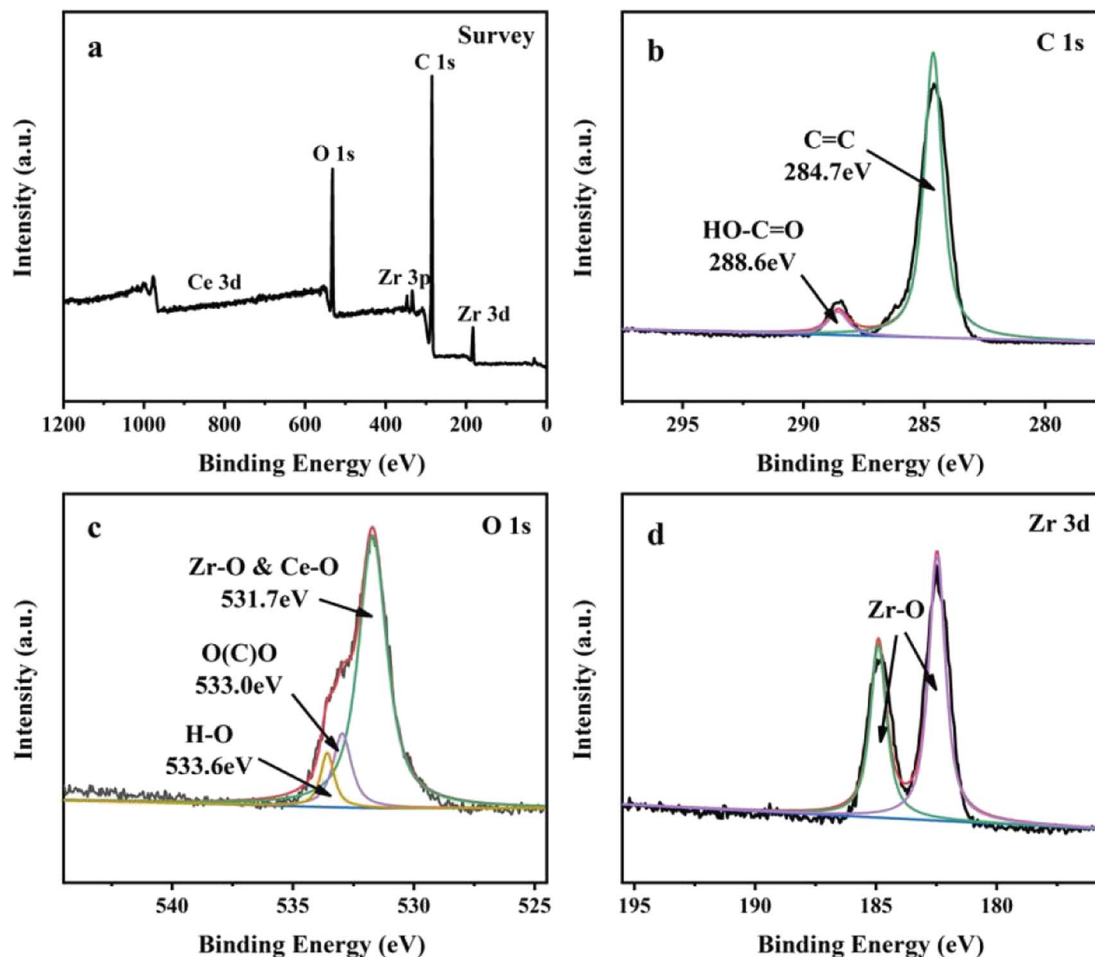 a
Survey
C 1s
O 1s
Ce 3d
Zr 3p
Zr 3d
Intensity (a.u.)
1200 1000 800 600 400 200 0
Binding Energy (eV)
b
C 1s
C=C
284.7eV
HO-C=O
288.6eV
Intensity (a.u.)
295 290 285 280
Binding Energy (eV)
c
O 1s
Zr-O & Ce-O
531.7eV
O(C)O
533.0eV
H-O
533.6eV
Intensity (a.u.)
540 535 530 525
Binding Energy (eV)
d
Zr 3d
Zr-O
Intensity (a.u.)
195 190 185 180
Binding Energy (eV)